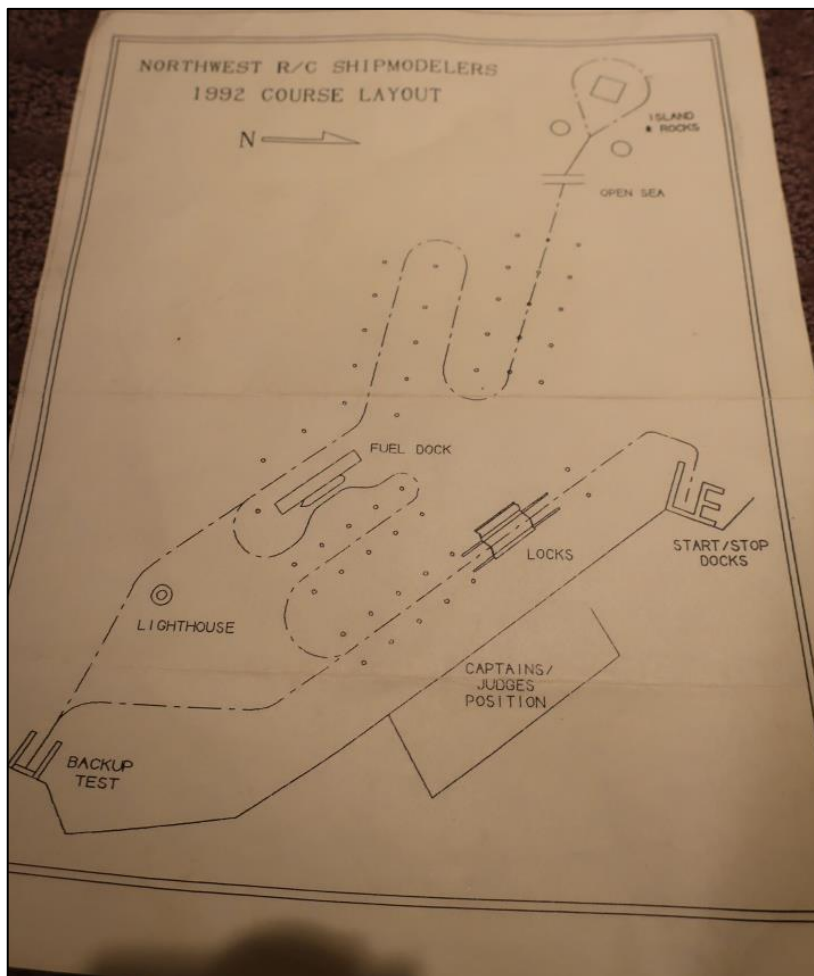 NORTHWEST R/C SHIPMODELERS
1992 COURSE LAYOUT
N
ISLAND
& ROCKS
OPEN SEA
FUEL DOCK
LOCKS
START/STOP
DOCKS
LIGHTHOUSE
CAPTAINS/
JUDGES
POSITION
BACKUP
TEST